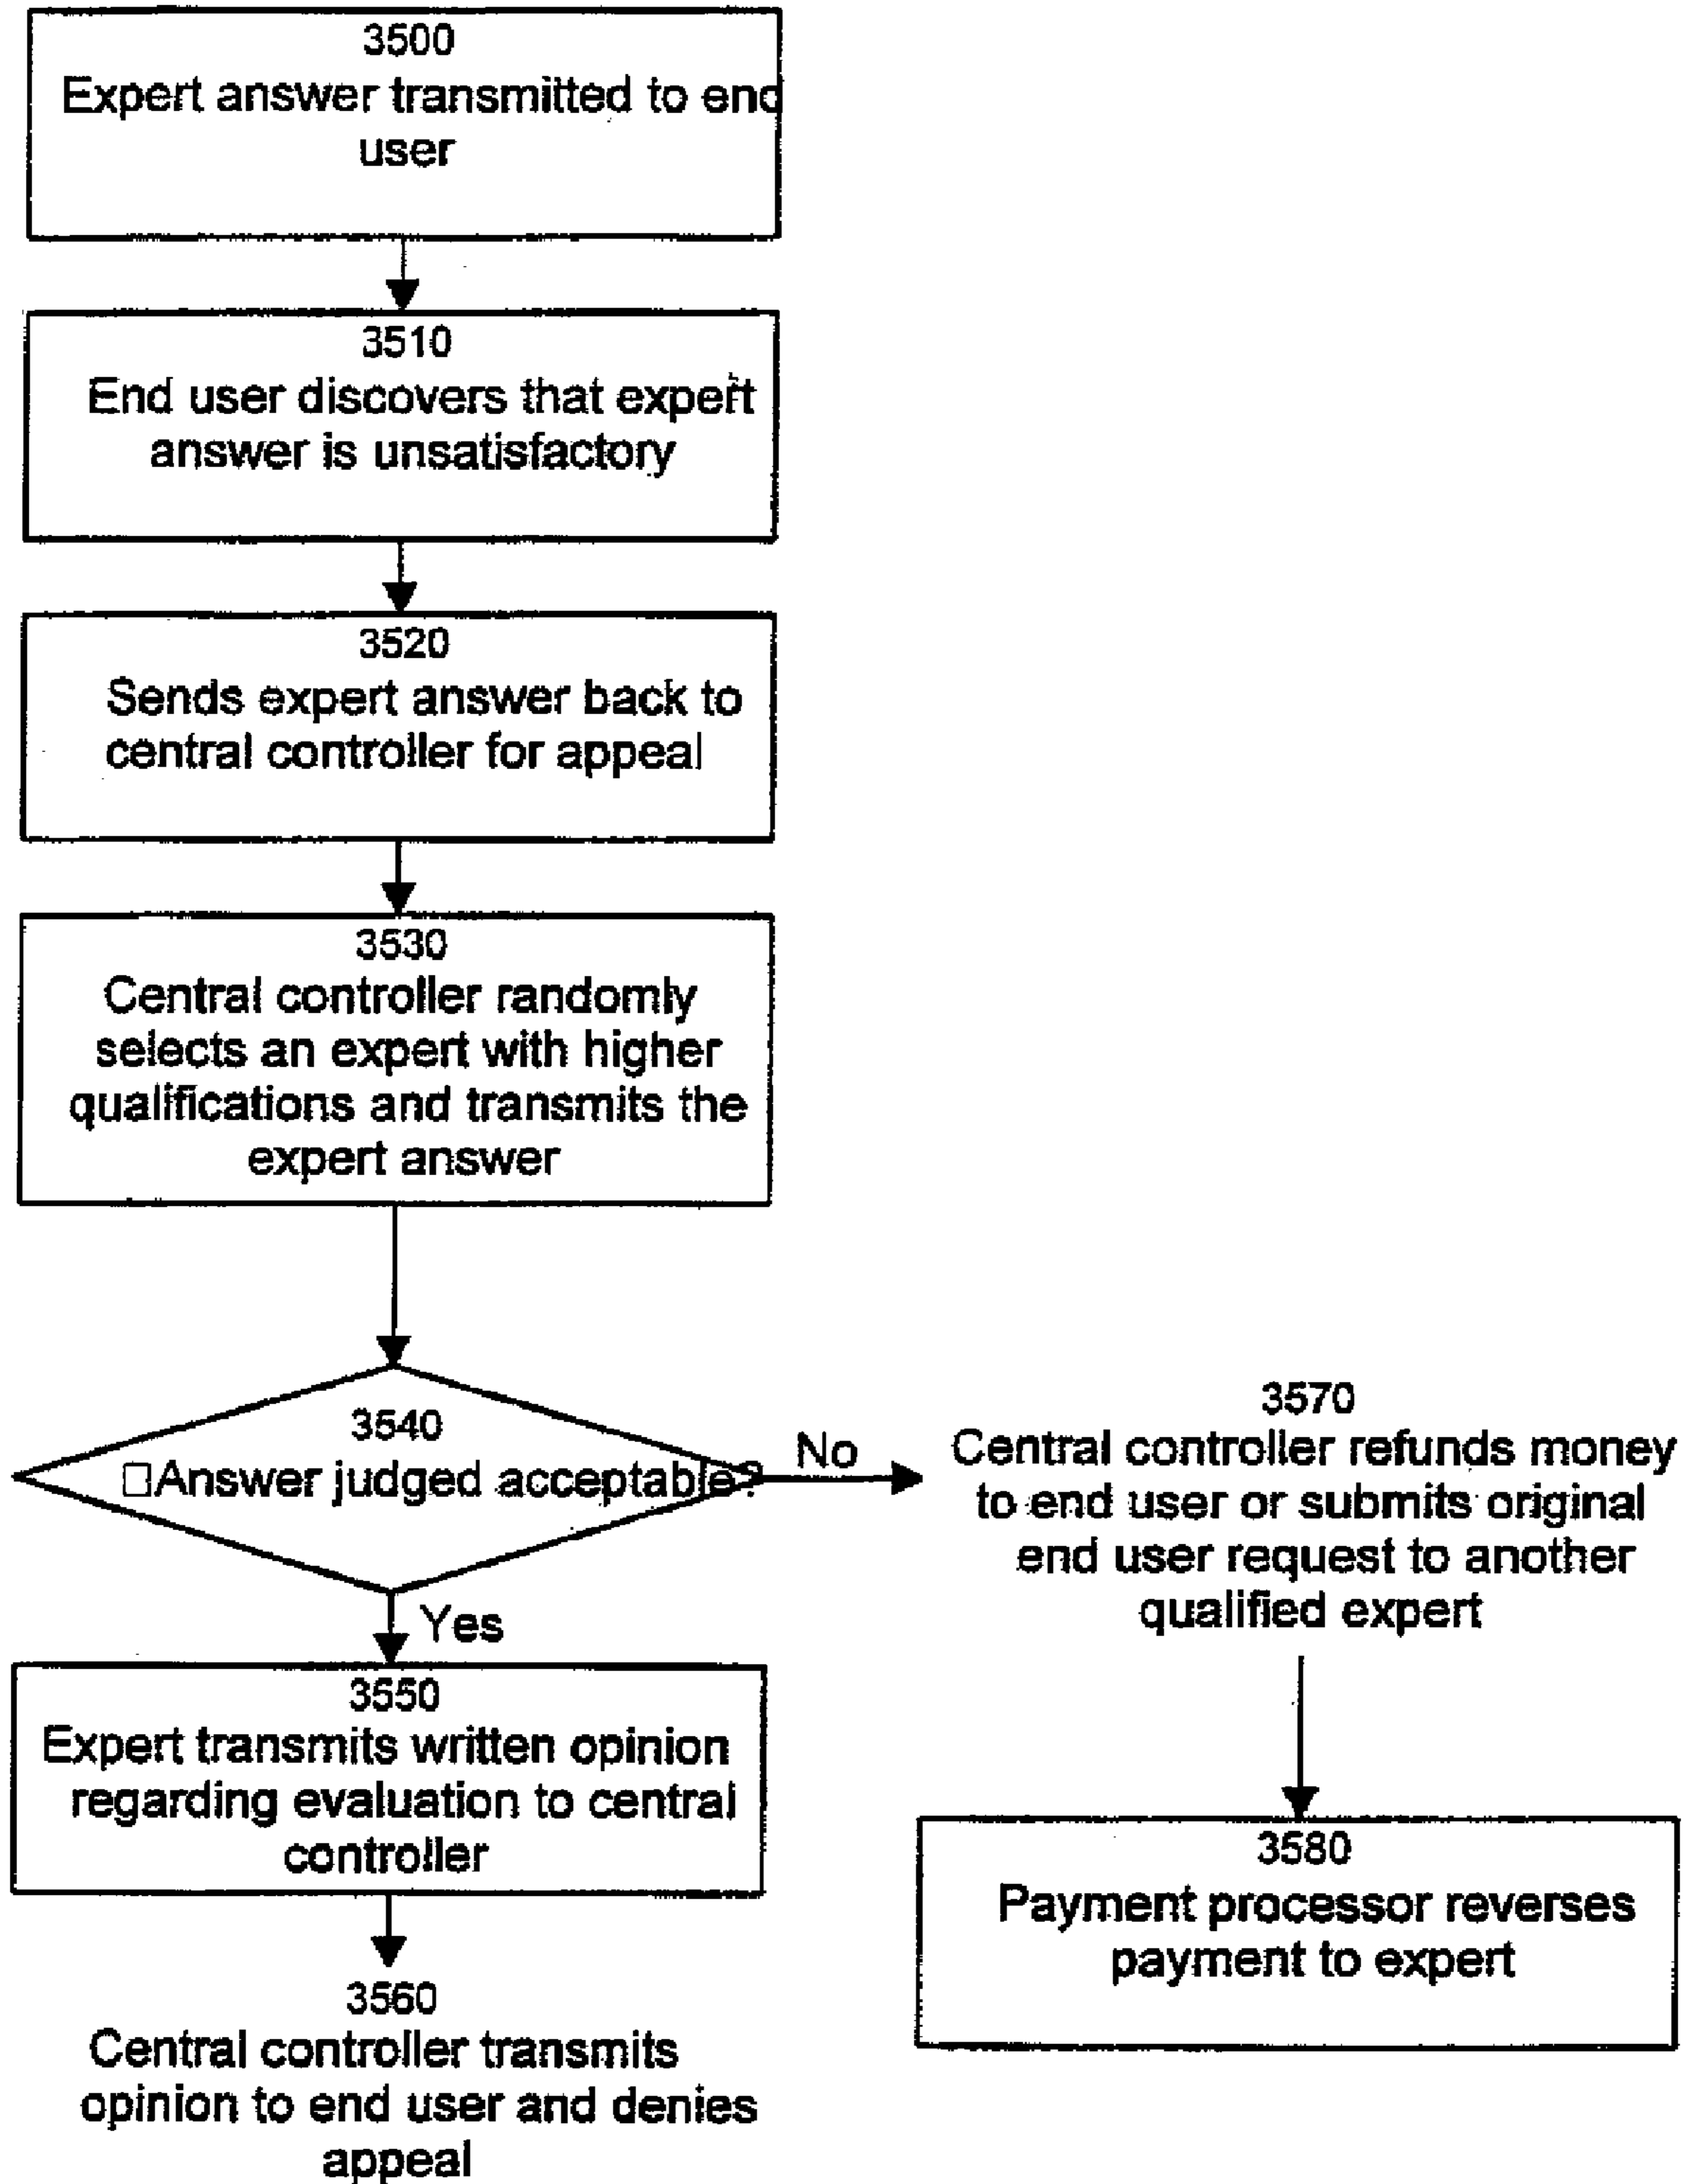 3500
Expert answer transmitted to end
user
3510
End user discovers that expert
answer is unsatisfactory
3520
Sends expert answer back to
central controller for appeal
3530
Central controller randomly
selects an expert with higher
qualifications and transmits the
expert answer
3540
□Answer judged acceptable?
No
Yes
3550
Expert transmits written opinion
regarding evaluation to central
controller
3560
Central controller transmits
opinion to end user and denies
appeal
3570
Central controller refunds money
to end user or submits original
end user request to another
qualified expert
3580
Payment processor reverses
payment to expert